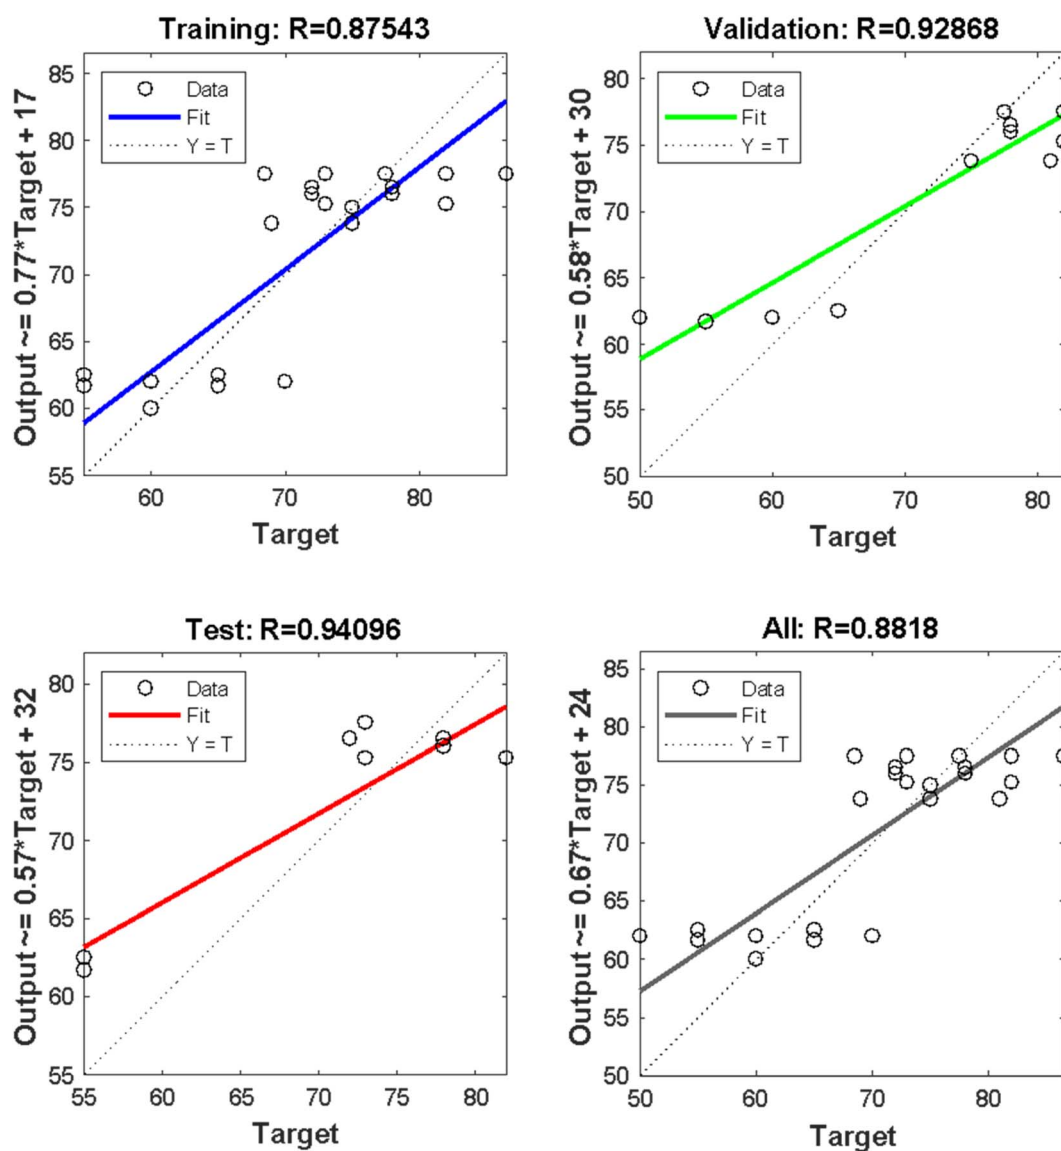 Training: R=0.87543
Output ~= 0.77*Target + 17
85
80
75
70
65
60
55
Data
Fit
Y = T
60
70
80
Target
Validation: R=0.92868
Output ~= 0.58*Target + 30
80
75
70
65
60
55
50
Data
Fit
Y = T
50
60
70
80
Target
Test: R=0.94096
Output ~= 0.57*Target + 32
80
75
70
65
60
55
Data
Fit
Y = T
55
60
65
70
75
80
Target
All: R=0.8818
Output ~= 0.67*Target + 24
85
80
75
70
65
60
55
50
Data
Fit
Y = T
50
60
70
80
Target